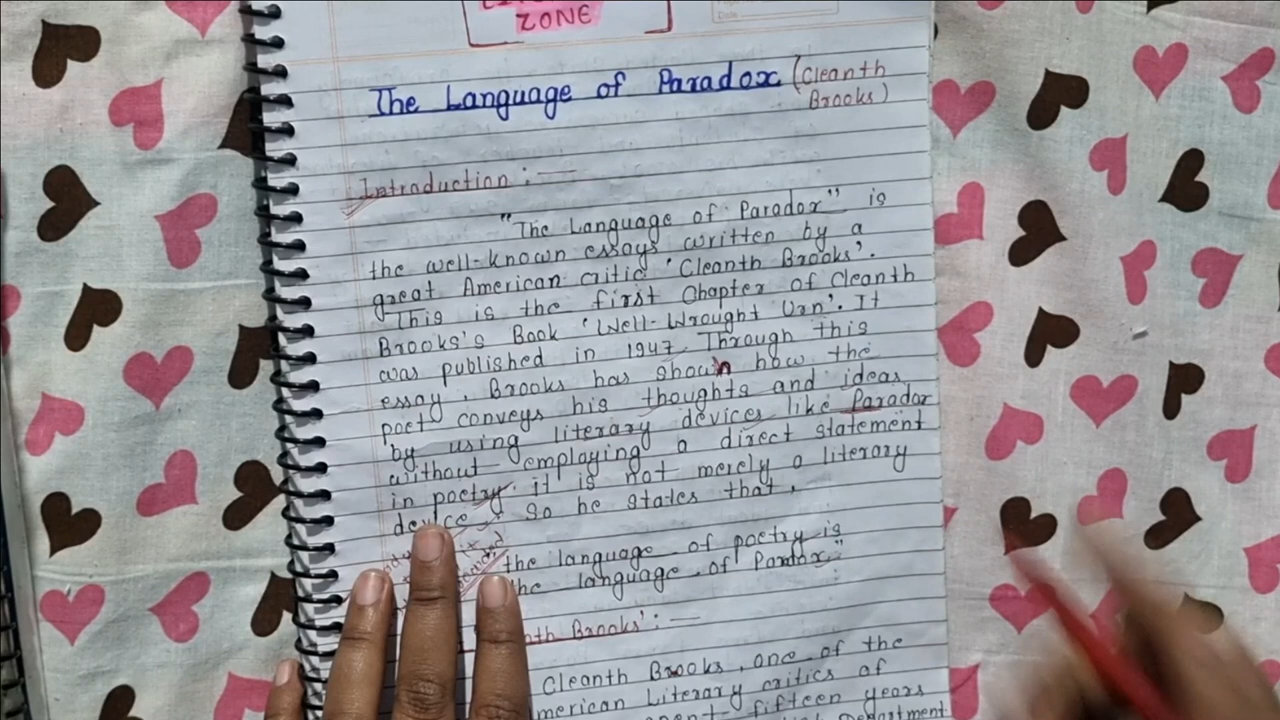 ZONE
The Language of Paradox (Cleanth Brooks)
Introduction : —
"The Language of Paradox" is
the well-known essays written by a
great American critic 'Cleanth Brooks'.
This is the first Chapter of Cleanth
Brooks's Book 'Well-Wrought Urn'. It
was published in 1947. Through this
essay, Brooks has shown how the
poet conveys his thoughts and ideas
by using literary devices like Paradox
without employing a direct statement
in poetry. it is not merely a literary
device. So he states that,
the language of poetry is
the language of Paradox."
nth Brooks': —
Cleanth Brooks, one of the
merican Literary critics of
fifteen years
Department